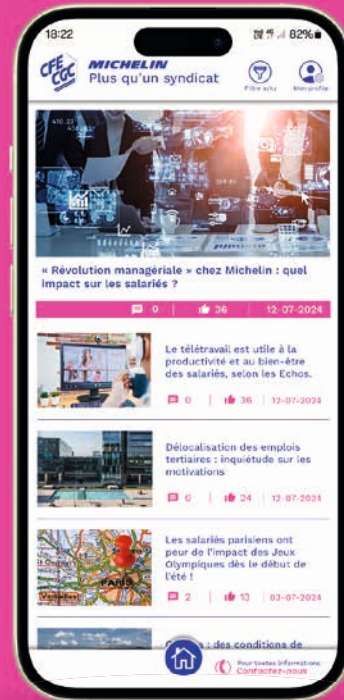 18:22
82%
CFE
CGC
MICHELIN
Plus qu'un syndicat
Filtre actu
Mon profil
« Révolution managériale » chez Michelin : quel
impact sur les salariés ?
0 | 36 | 12-07-2024
Le télétravail est utile à la
productivité et au bien-être
des salariés, selon les Echos.
0 | 36 | 12-07-2024
Délocalisation des emplois
tertiaires : inquiétude sur les
motivations
0 | 24 | 12-07-2024
Les salariés parisiens ont
peur de l'impact des Jeux
Olympiques dès le début de
l'été !
2 | 13 | 03-07-2024
PARIS
Versailles
: des conditions de
Pour toutes informations
Contactez-nous